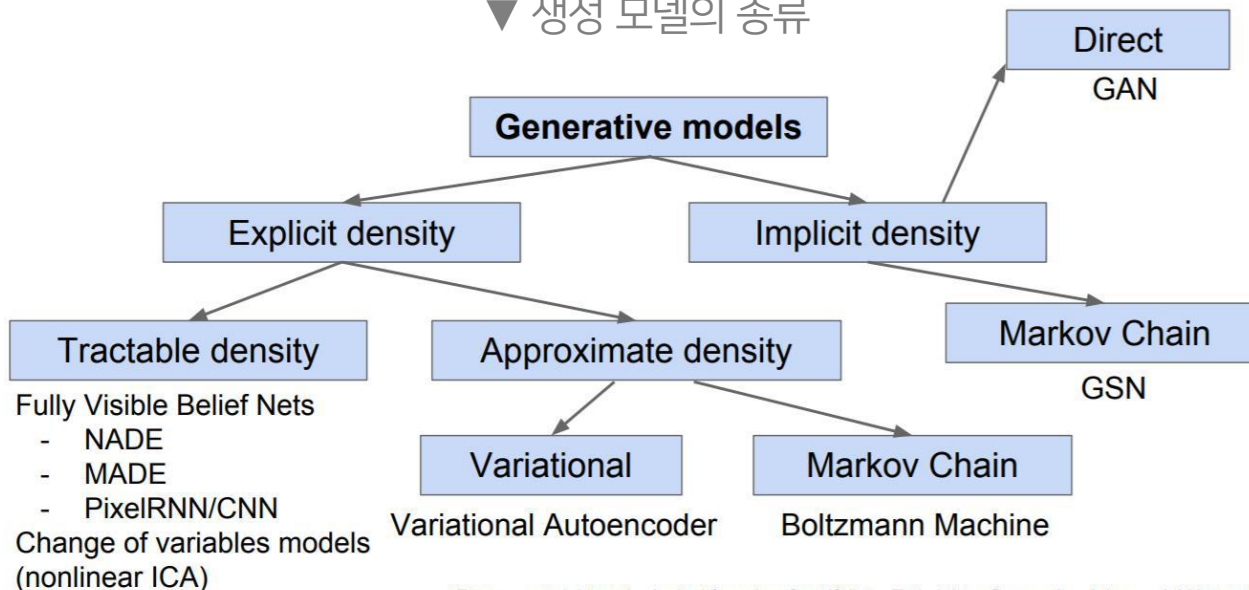 ▼ 생성 모델의 종류
Direct
GAN
Generative models
Explicit density
Implicit density
Tractable density
Approximate density
Markov Chain
GSN
Fully Visible Belief Nets
- NADE
- MADE
- PixelRNN/CNN
Change of variables models
(nonlinear ICA)
Variational
Markov Chain
Variational Autoencoder
Boltzmann Machine